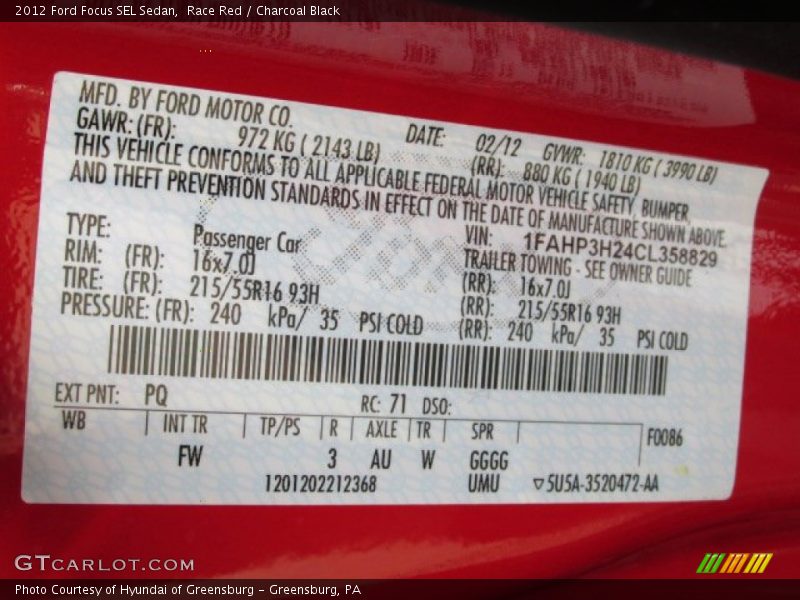 2012 Ford Focus SEL Sedan,  Race Red / Charcoal Black
MFD. BY FORD MOTOR CO.
DATE: 02/12 GVWR: 1810 KG ( 3990 LB)
GAWR: (FR): 972 KG ( 2143 LB) (RR): 880 KG ( 1940 LB)
THIS VEHICLE CONFORMS TO ALL APPLICABLE FEDERAL MOTOR VEHICLE SAFETY, BUMPER,
AND THEFT PREVENTION STANDARDS IN EFFECT ON THE DATE OF MANUFACTURE SHOWN ABOVE.
VIN: 1FAHP3H24CL358829
TYPE: Passenger Car TRAILER TOWING - SEE OWNER GUIDE
RIM: (FR): 16x7.0J (RR): 16x7.0J
TIRE: (FR): 215/55R16 93H (RR): 215/55R16 93H
PRESSURE: (FR): 240 kPa/ 35 PSI COLD (RR): 240 kPa/ 35 PSI COLD
EXT PNT: PQ RC: 71 DSO:
WB INT TR TP/PS R AXLE TR SPR F0086
FW 3 AU W GGGG
1201202212368 UMU ▽5U5A-3520472-AA
GTCARLOT.COM
Photo Courtesy of Hyundai of Greensburg – Greensburg, PA